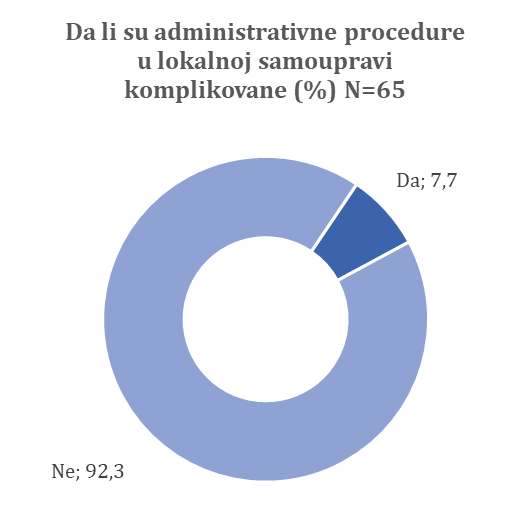 Da li su administrativne procedure
u lokalnoj samoupravi
komplikovane (%) N=65
Da; 7,7
Ne; 92,3